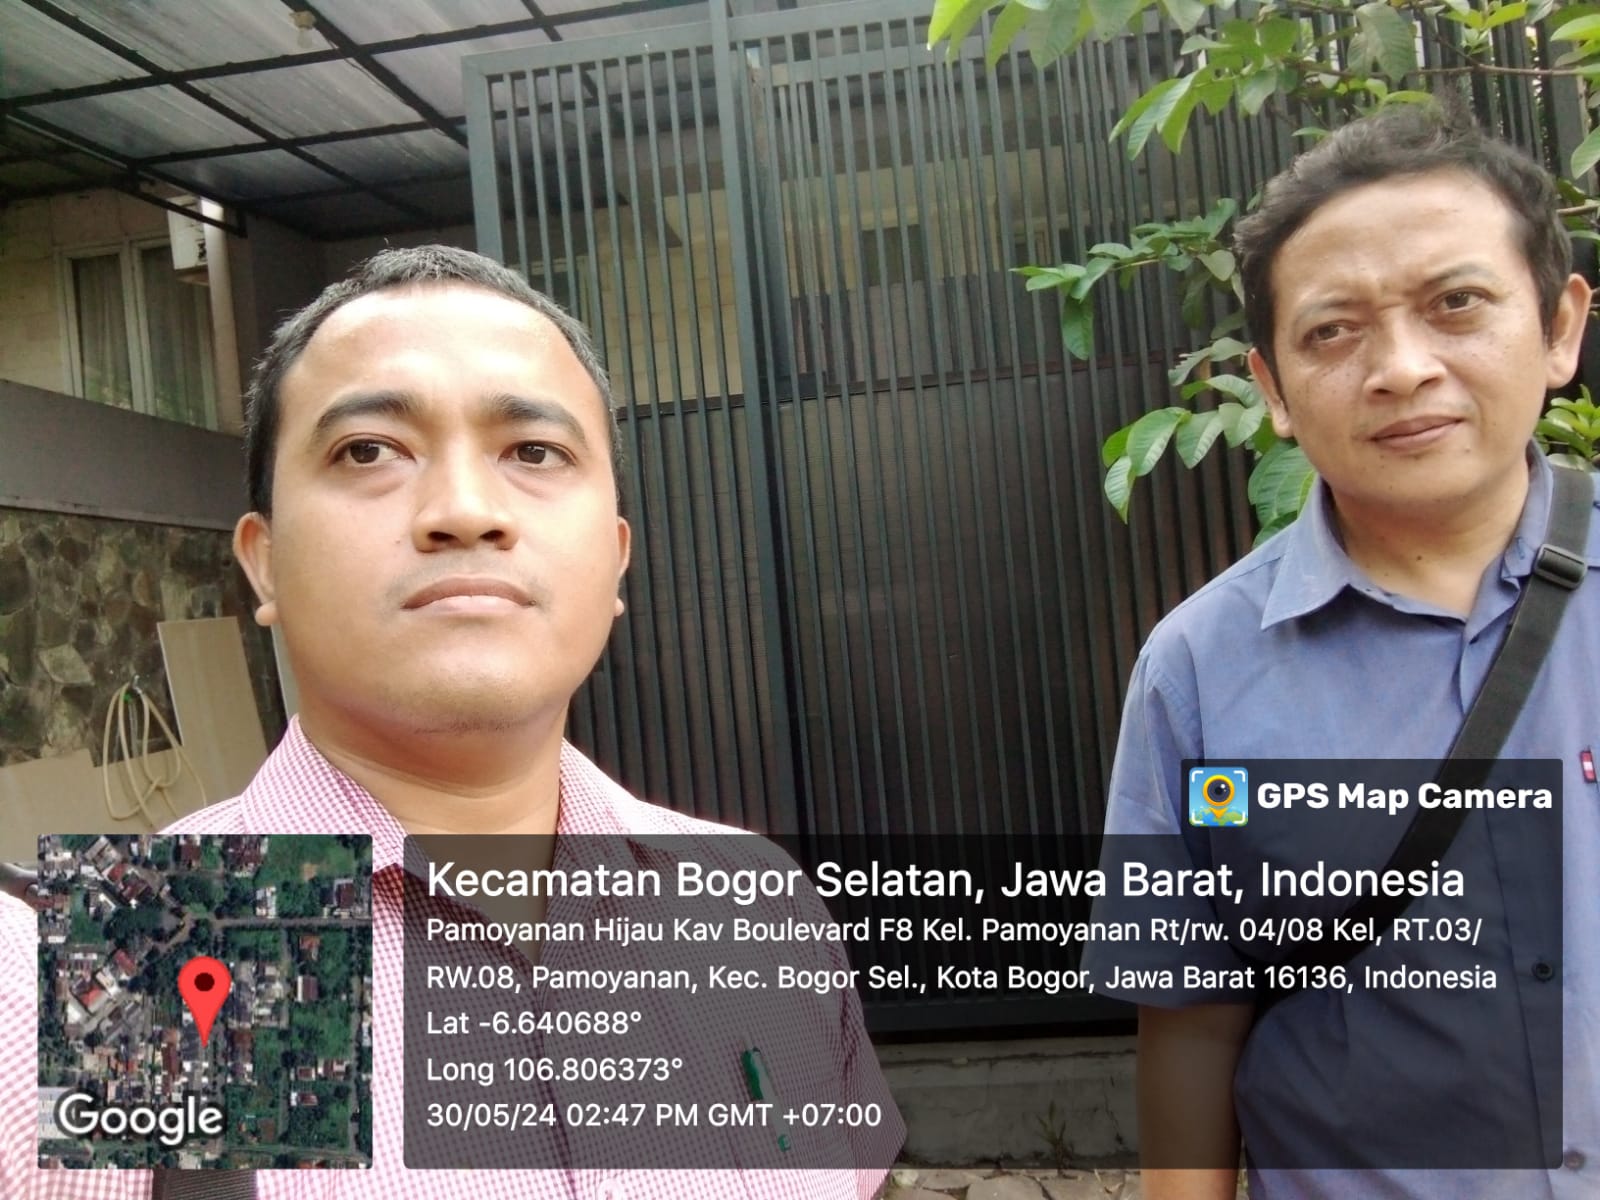 GPS Map Camera
Kecamatan Bogor Selatan, Jawa Barat, Indonesia
Pamoyanan Hijau Kav Boulevard F8 Kel. Pamoyanan Rt/rw. 04/08 Kel, RT.03/
RW.08, Pamoyanan, Kec. Bogor Sel., Kota Bogor, Jawa Barat 16136, Indonesia
Lat -6.640688°
Long 106.806373°
30/05/24 02:47 PM GMT +07:00
Google